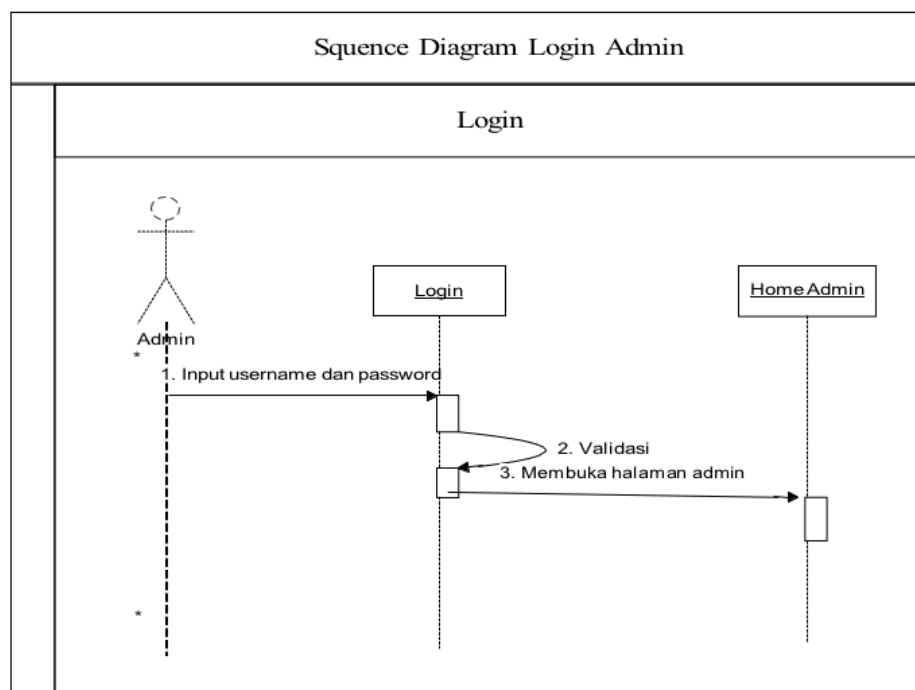 Squence Diagram Login Admin
Login
Login
Home Admin
Admin
*
1. Input username dan password
2. Validasi
3. Membuka halaman admin
*